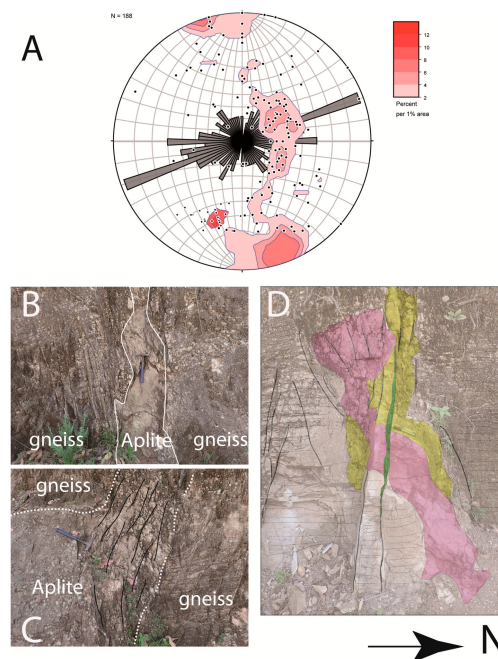 N = 188
A
12
10
8
6
4
2
Percent
per 1% area
B
gneiss
Aplite
gneiss
D
gneiss
Aplite
gneiss
C
N